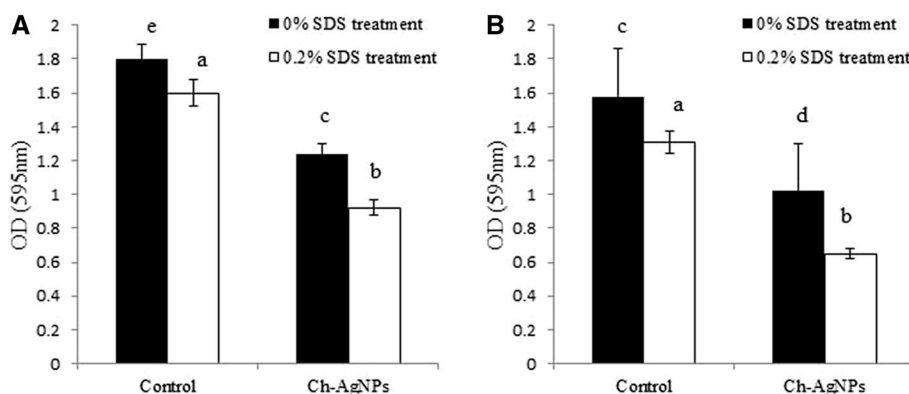 A
OD (595nm)
2
1.8
1.6
1.4
1.2
1
0.8
0.6
0.4
0.2
0
0% SDS treatment
0.2% SDS treatment
e
a
c
b
Control
Ch-AgNPs
B
OD (595nm)
2
1.8
1.6
1.4
1.2
1
0.8
0.6
0.4
0.2
0
0% SDS treatment
0.2% SDS treatment
c
a
d
b
Control
Ch-AgNPs